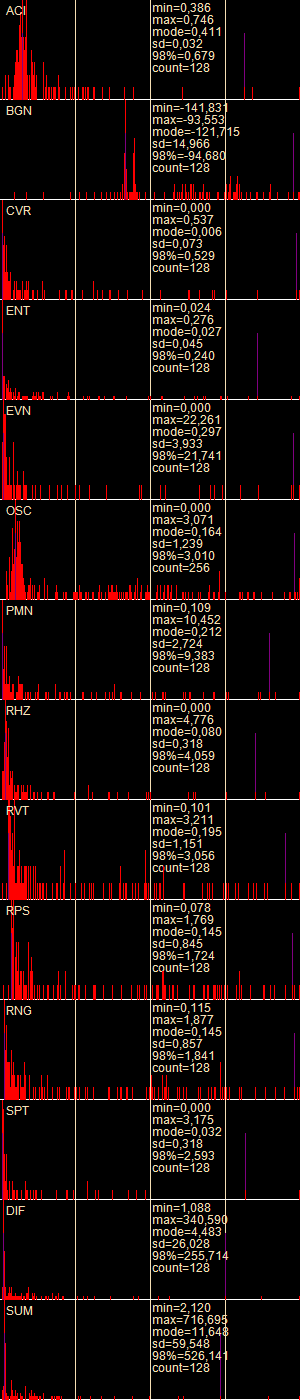 ACI
min=0,386
max=0,746
mode=0,411
sd=0,032
98%=0,679
count=128
BGN
min=-141,831
max=-93,553
mode=-121,715
sd=14,966
98%=-94,680
count=128
CVR
min=0,000
max=0,537
mode=0,006
sd=0,073
98%=0,529
count=128
ENT
min=0,024
max=0,276
mode=0,027
sd=0,045
98%=0,240
count=128
EVN
min=0,000
max=22,261
mode=0,297
sd=3,933
98%=21,741
count=128
OSC
min=0,000
max=3,071
mode=0,164
sd=1,239
98%=3,010
count=256
PMN
min=0,109
max=10,452
mode=0,212
sd=2,724
98%=9,383
count=128
RHZ
min=0,000
max=4,776
mode=0,080
sd=0,318
98%=4,059
count=128
RVT
min=0,101
max=3,211
mode=0,195
sd=1,151
98%=3,056
count=128
RPS
min=0,078
max=1,769
mode=0,145
sd=0,845
98%=1,724
count=128
RNG
min=0,115
max=1,877
mode=0,145
sd=0,857
98%=1,841
count=128
SPT
min=0,000
max=3,175
mode=0,032
sd=0,318
98%=2,593
count=128
DIF
min=1,088
max=340,590
mode=4,483
sd=26,028
98%=255,714
count=128
SUM
min=2,120
max=716,695
mode=11,648
sd=59,548
98%=526,141
count=128